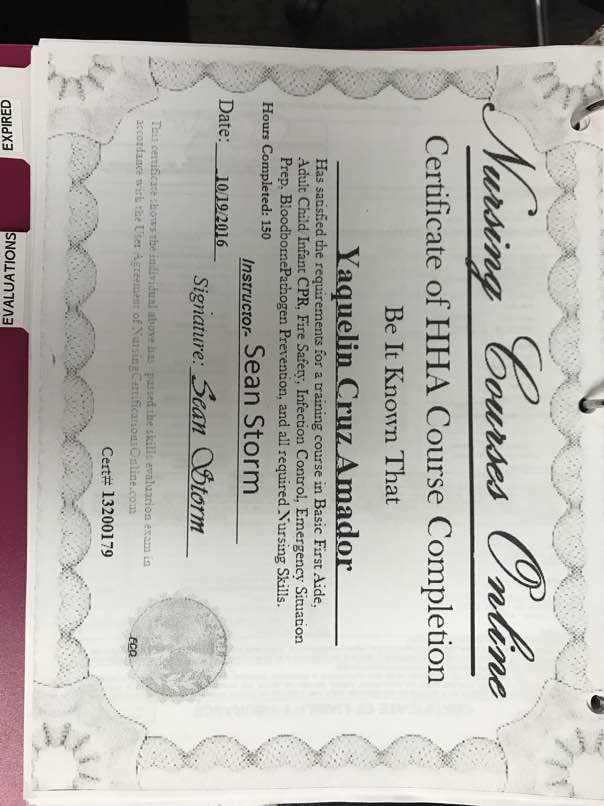 Nursing Courses Online
Certificate of HHA Course Completion
Be It Known That
Yaquelin Cruz Amador
Has satisfied the requirements for a training course in Basic First Aide,
Adult Child Infant CPR, Fire Safety, Infection Control, Emergency Situation
Prep, BloodbornePathogen Prevention, and all required Nursing Skills.
Hours Completed: 150
Instructor- Sean Storm
Date: 10/19/2016
Signature: Sean Storm
This certificate shows the individual above has passed the skills evaluation exam in
accordance with the User Agreement of NursingCertificationOnline.com
Cert# 13200179
EXPIRED
EVALUATIONS